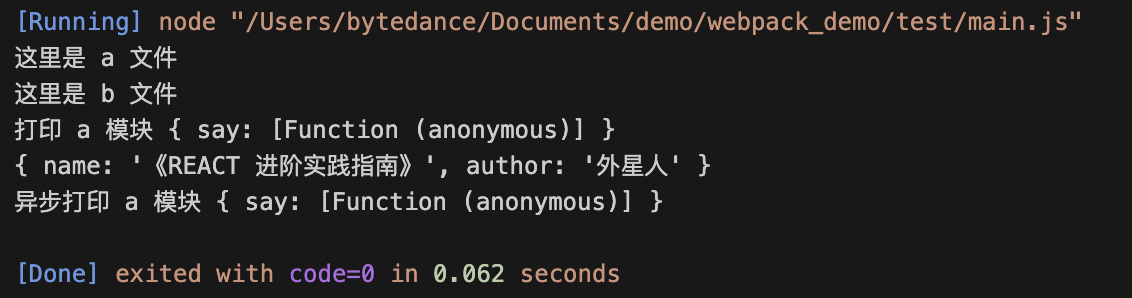 [Running] node "/Users/bytedance/Documents/demo/webpack_demo/test/main.js"
这里是 a 文件
这里是 b 文件
打印 a 模块 { say: [Function (anonymous)] }
{ name: '《REACT 进阶实践指南》', author: '外星人' }
异步打印 a 模块 { say: [Function (anonymous)] }
[Done] exited with code=0 in 0.062 seconds